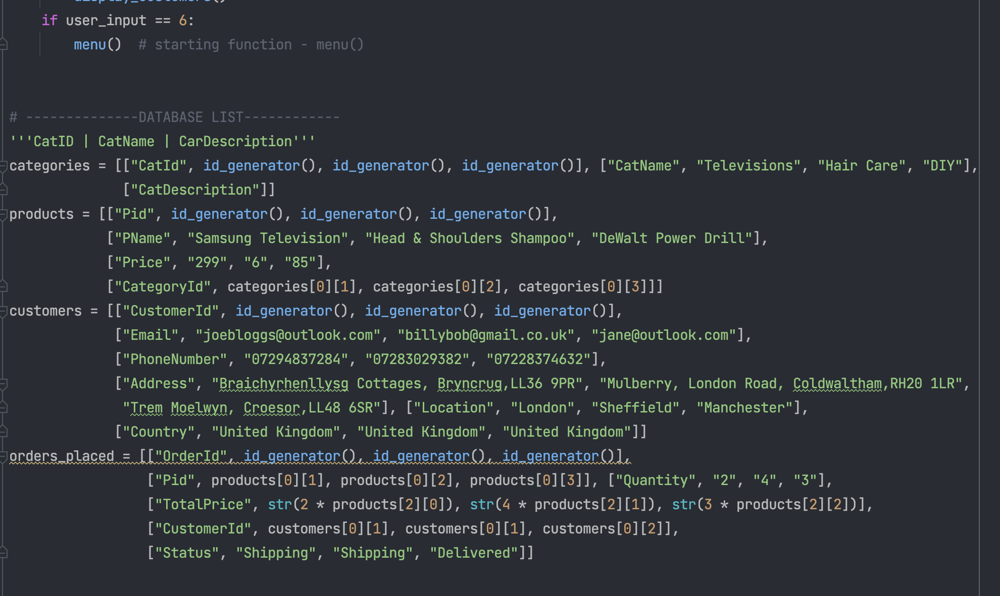 display_customers()
    if user_input == 6:
        menu()  # starting function - menu()
# --------------DATABASE LIST------------
'''CatID | CatName | CarDescription'''
categories = [["CatId", id_generator(), id_generator(), id_generator()], ["CatName", "Televisions", "Hair Care", "DIY"],
              ["CatDescription"]]
products = [["Pid", id_generator(), id_generator(), id_generator()],
            ["PName", "Samsung Television", "Head & Shoulders Shampoo", "DeWalt Power Drill"],
            ["Price", "299", "6", "85"],
            ["CategoryId", categories[0][1], categories[0][2], categories[0][3]]]
customers = [["CustomerId", id_generator(), id_generator(), id_generator()],
             ["Email", "joebloggs@outlook.com", "billybob@gmail.co.uk", "jane@outlook.com"],
             ["PhoneNumber", "07294837284", "07283029382", "07228374632"],
             ["Address", "Braichyrhenllysg Cottages, Bryncrug,LL36 9PR", "Mulberry, London Road, Coldwaltham,RH20 1LR",
              "Trem Moelwyn, Croesor,LL48 6SR"], ["Location", "London", "Sheffield", "Manchester"],
             ["Country", "United Kingdom", "United Kingdom", "United Kingdom"]]
orders_placed = [["OrderId", id_generator(), id_generator(), id_generator()],
                 ["Pid", products[0][1], products[0][2], products[0][3]], ["Quantity", "2", "4", "3"],
                 ["TotalPrice", str(2 * products[2][0]), str(4 * products[2][1]), str(3 * products[2][2])],
                 ["CustomerId", customers[0][1], customers[0][1], customers[0][2]],
                 ["Status", "Shipping", "Shipping", "Delivered"]]